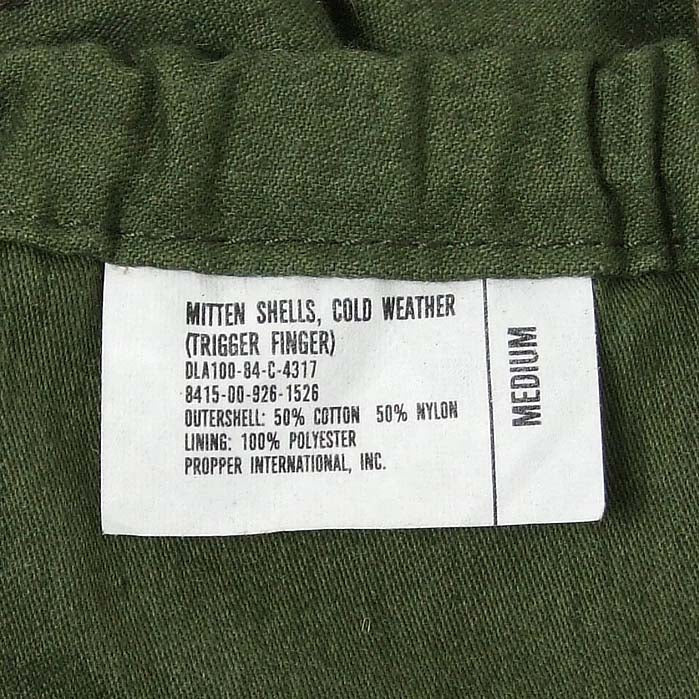 MITTEN SHELLS, COLD WEATHER
(TRIGGER FINGER)
DLA100-84-C-4317
8415-00-926-1526
OUTERSHELL: 50% COTTON 50% NYLON
LINING: 100% POLYESTER
PROPPER INTERNATIONAL, INC.
MEDIUM